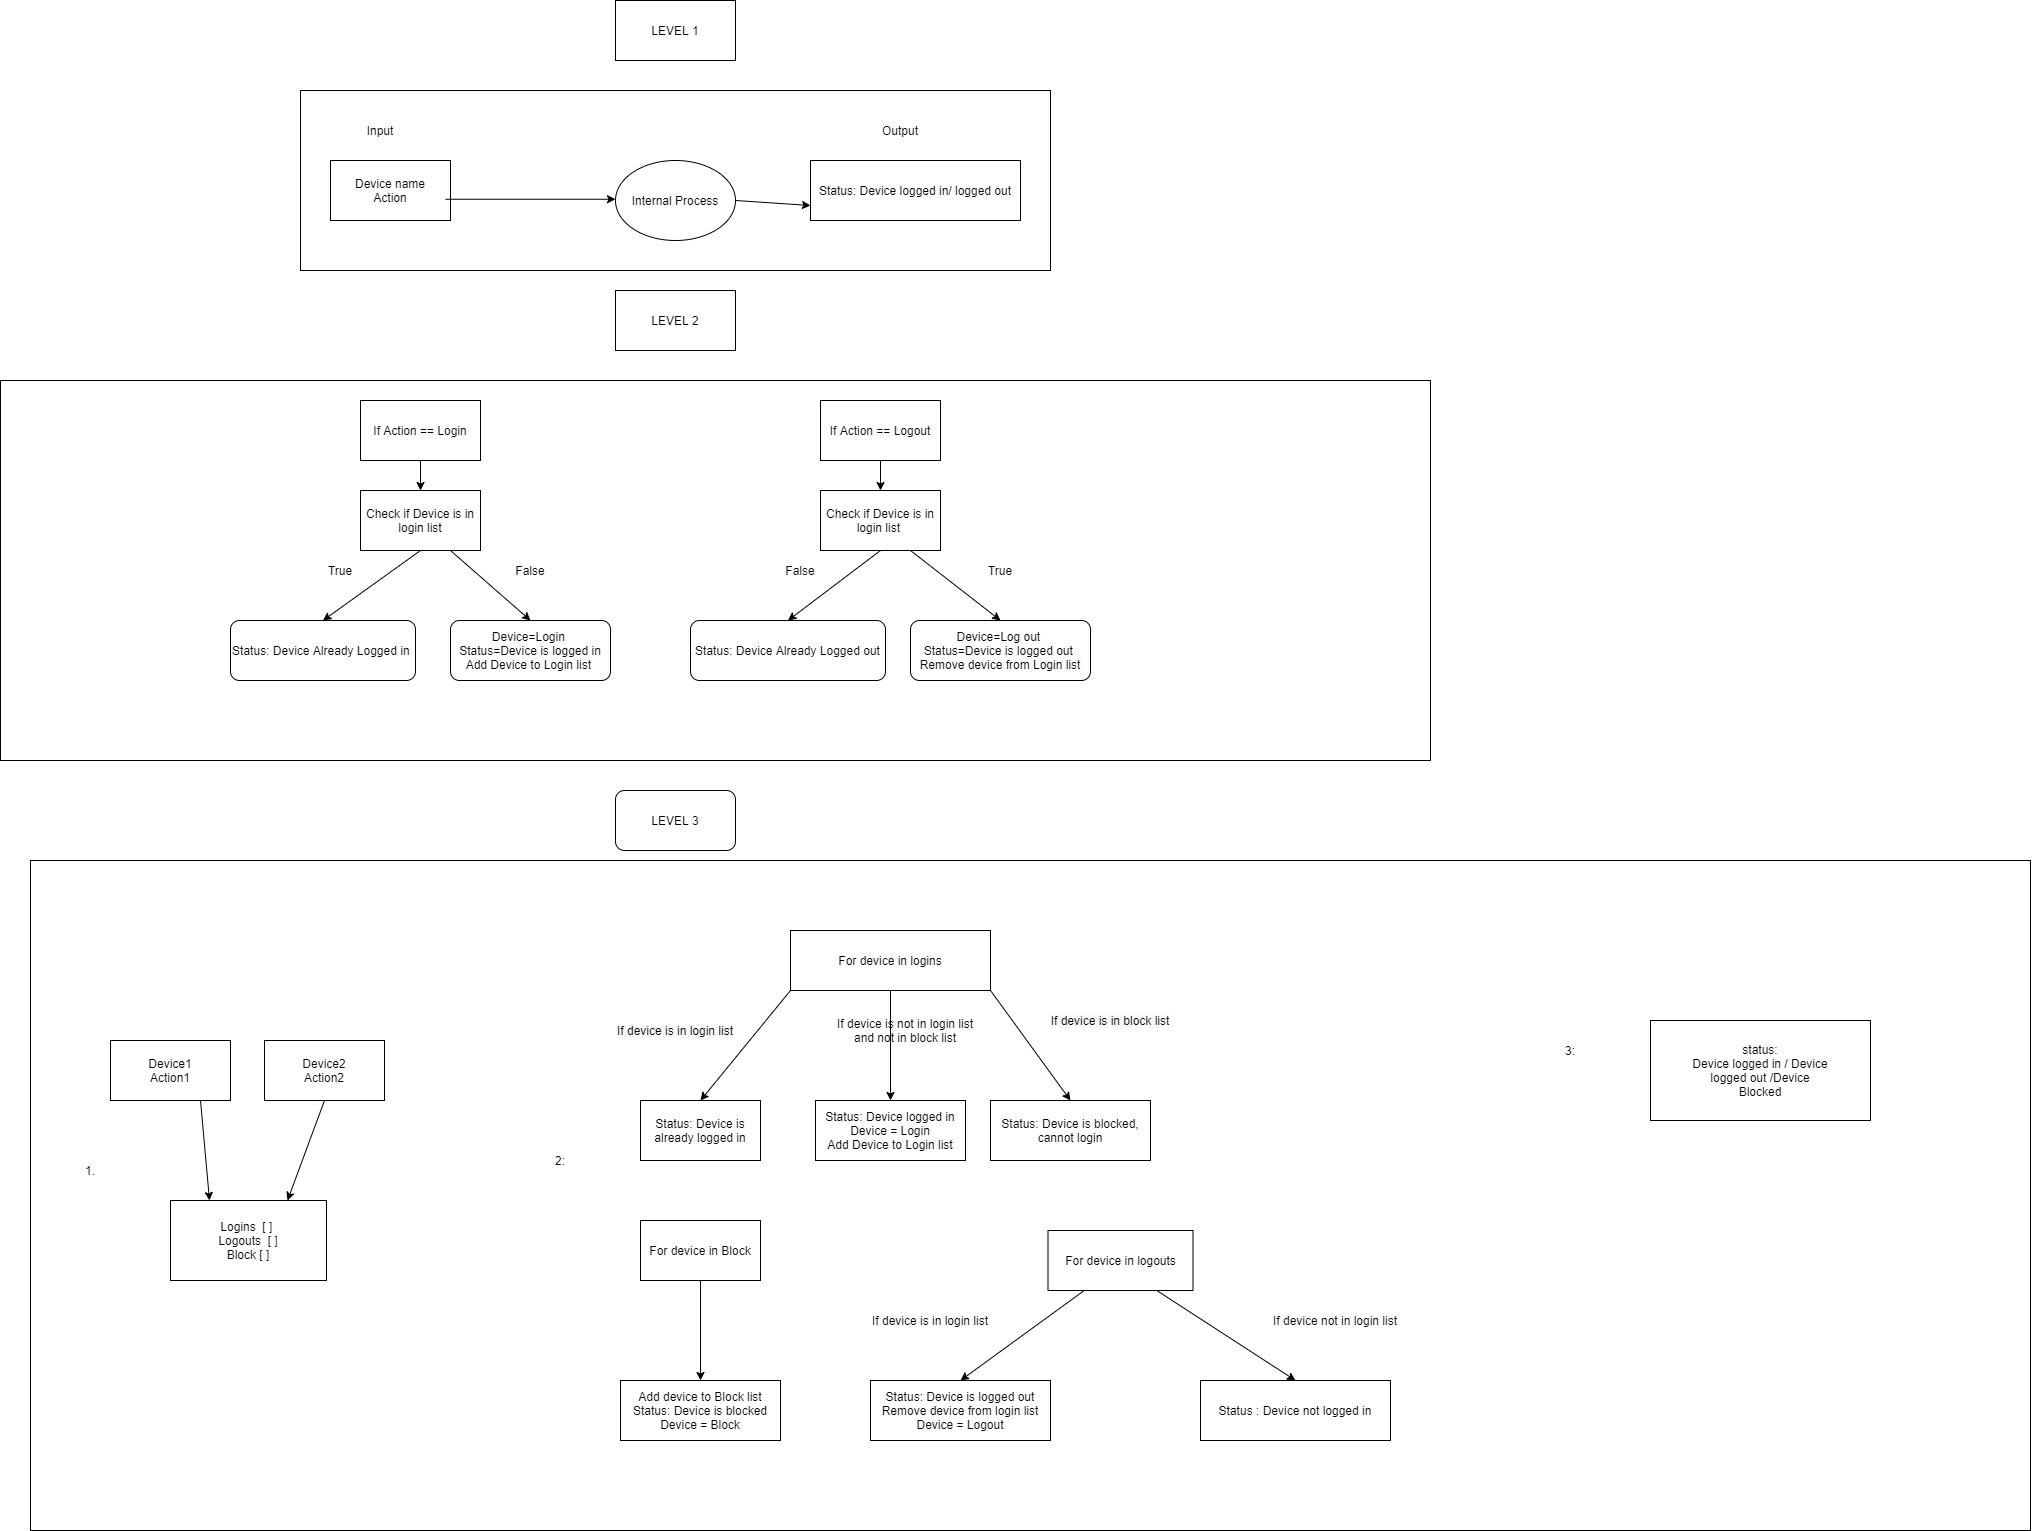 LEVEL 1
Input
Output
Device name
Action
Internal Process
Status: Device logged in/ logged out
LEVEL 2
If Action == Login
If Action == Logout
Check if Device is in
login list
Check if Device is in
login list
True
False
False
True
Status: Device Already Logged in
Device=Login
Status=Device is logged in
Add Device to Login list
Status: Device Already Logged out
Device=Log out
Status=Device is logged out
Remove device from Login list
LEVEL 3
1.
Device1
Action1
Device2
Action2
Logins [ ]
Logouts [ ]
Block [ ]
2:
For device in logins
If device is in login list
If device is not in login list
and not in block list
If device is in block list
Status: Device is
already logged in
Status: Device logged in
Device = Login
Add Device to Login list
Status: Device is blocked,
cannot login
For device in Block
Add device to Block list
Status: Device is blocked
Device = Block
For device in logouts
If device is in login list
If device not in login list
Status: Device is logged out
Remove device from login list
Device = Logout
Status : Device not logged in
3:
status:
Device logged in / Device
logged out /Device
Blocked